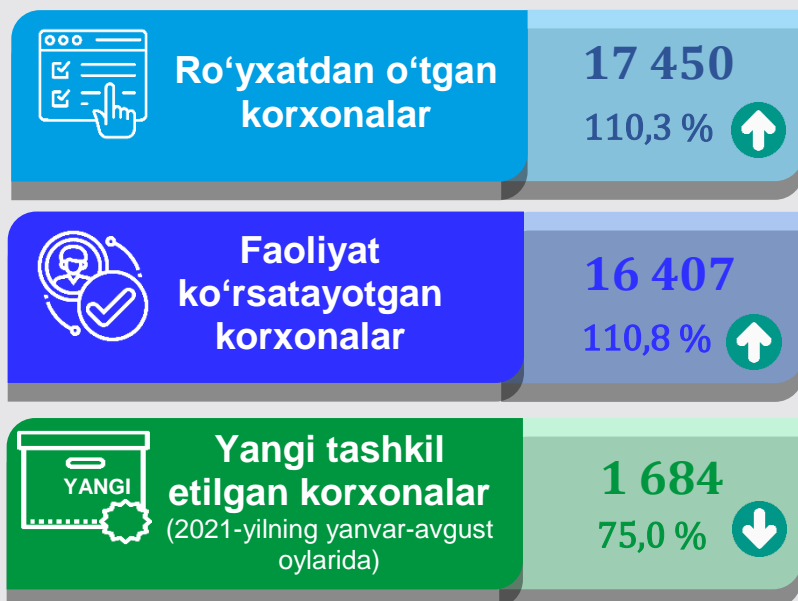 Ro‘yxatdan o‘tgan
korxonalar
17 450
110,3 %
Faoliyat
ko‘rsatayotgan
korxonalar
16 407
110,8 %
YANGI
Yangi tashkil
etilgan korxonalar
(2021-yilning yanvar-avgust
oylarida)
1 684
75,0 %